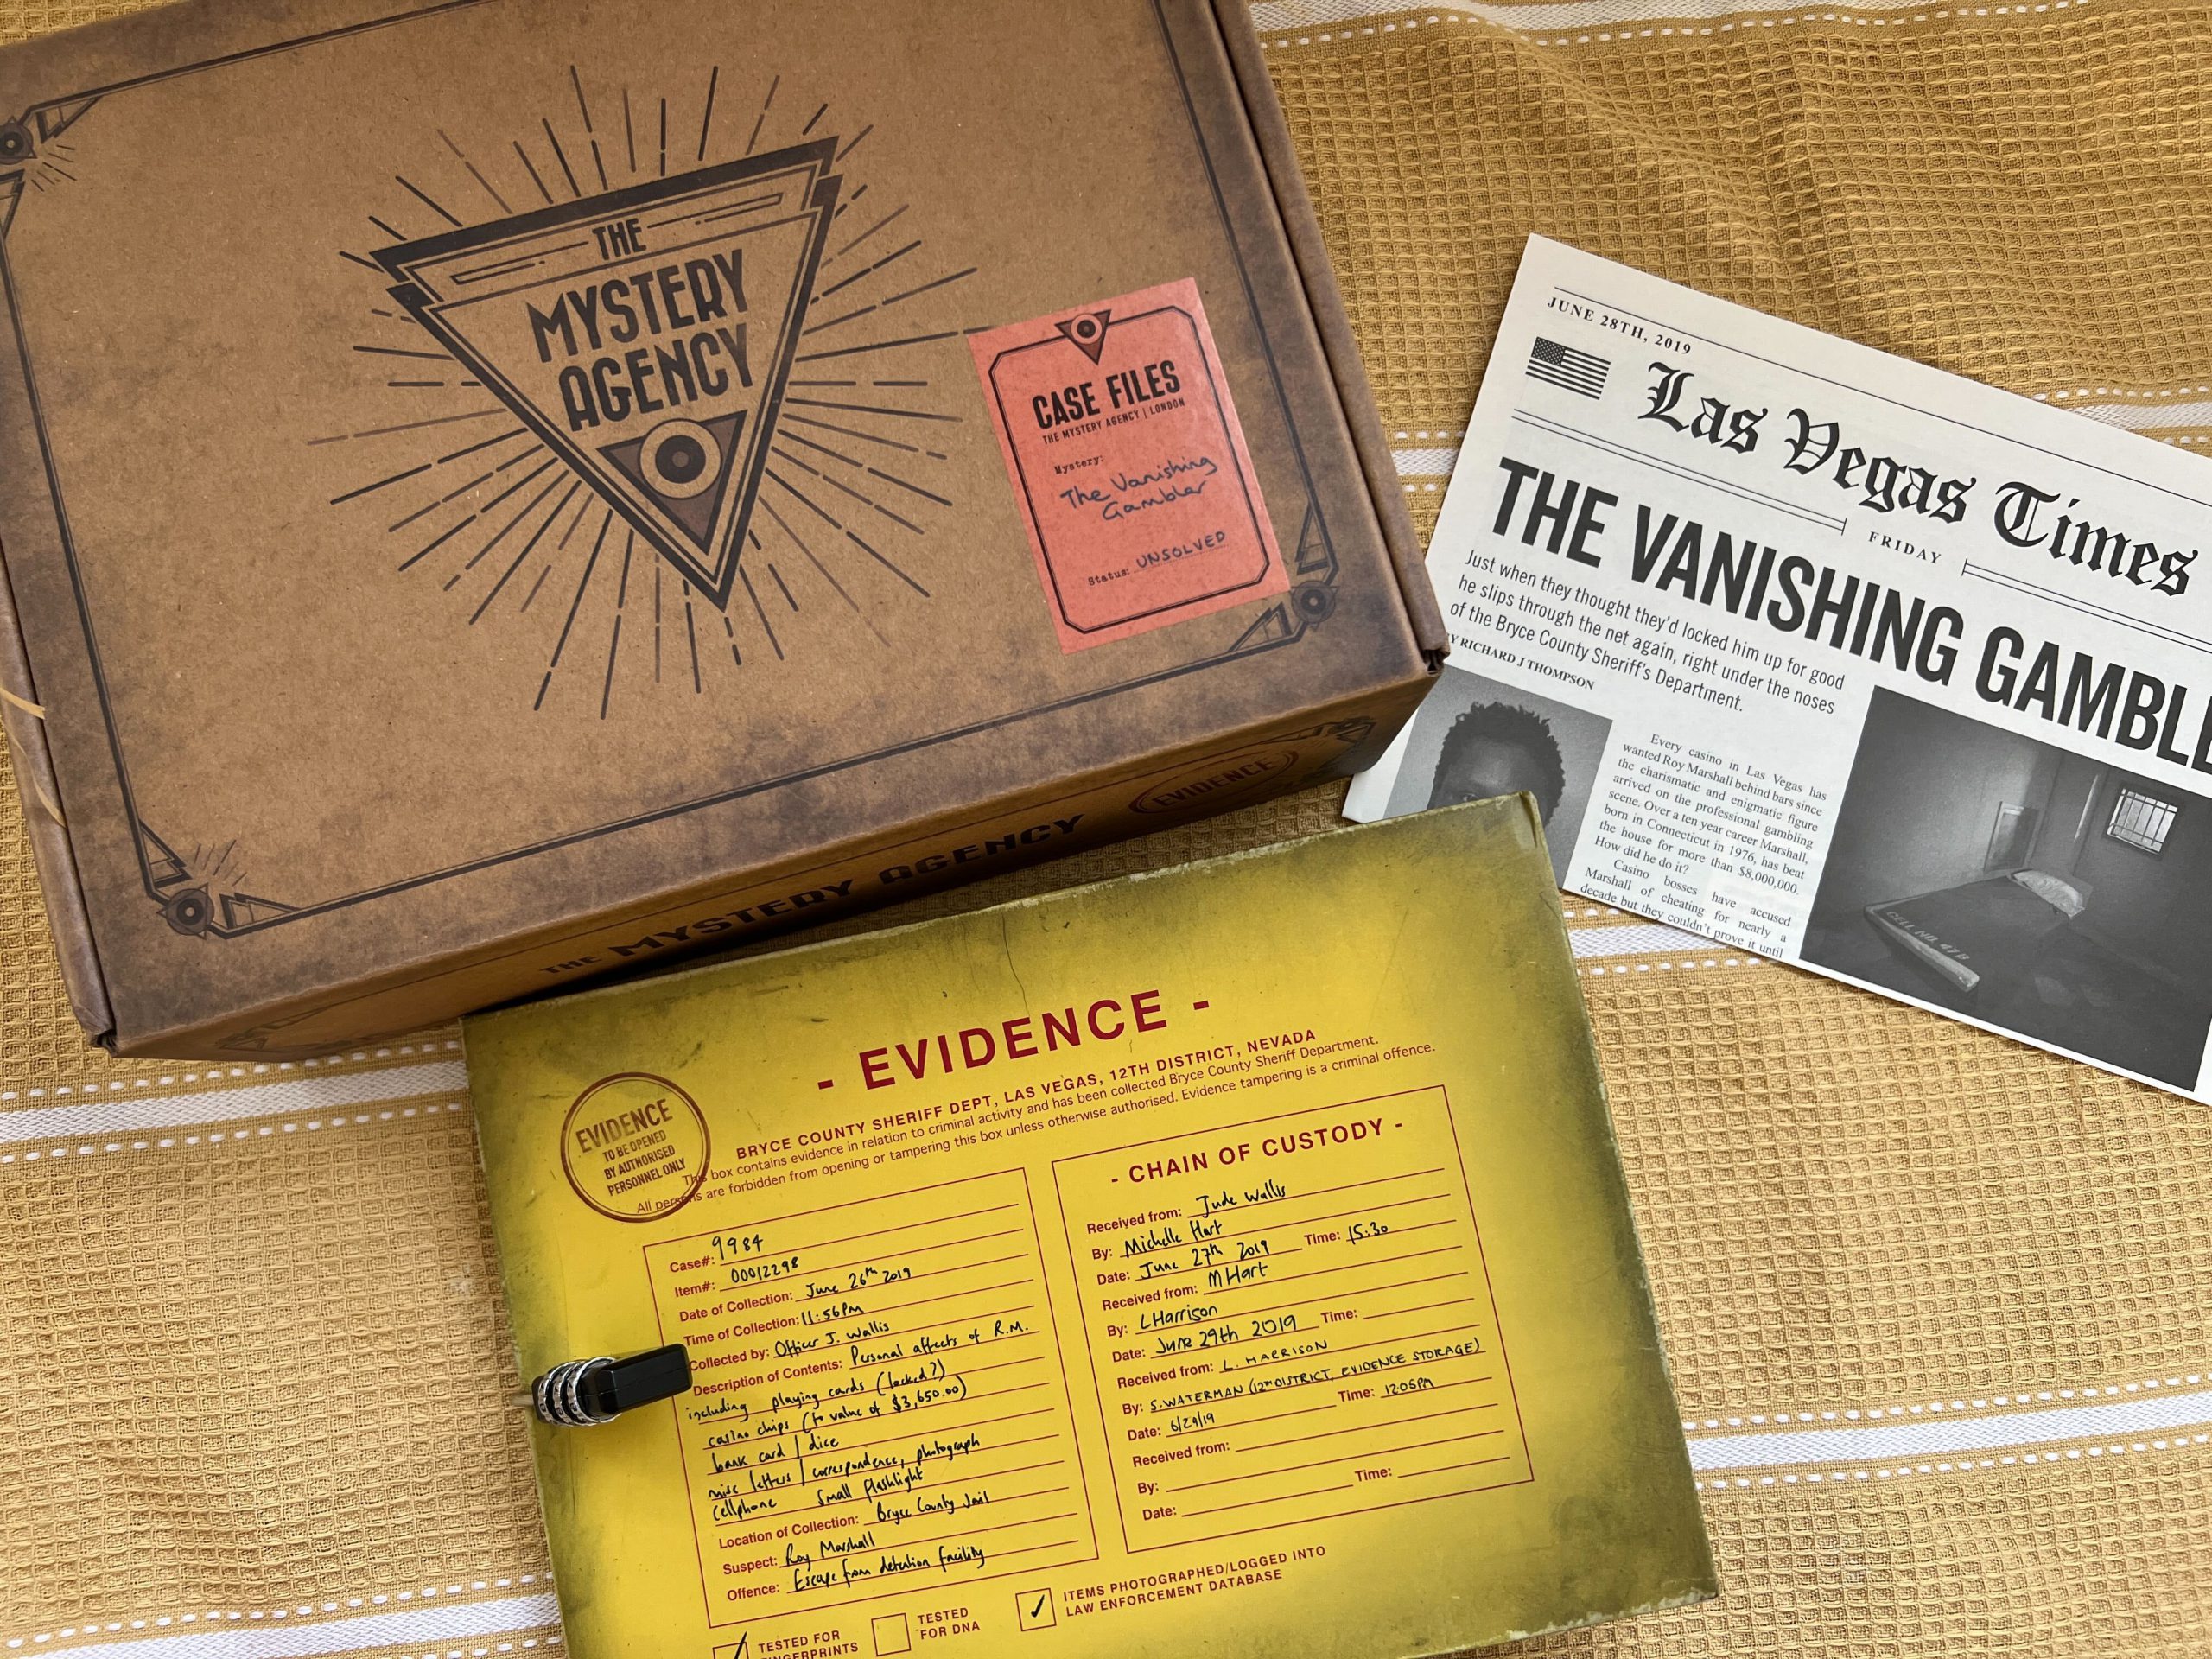 THE
MYSTERY
AGENCY
CASE FILES
THE MYSTERY AGENCY | LONDON
Mystery:
The Vanishing
Gambler
Status: UNSOLVED
THE MYSTERY AGENCY
EVIDENCE
JUNE 28TH, 2019
Las Vegas Times
FRIDAY
THE VANISHING GAMBLE
Just when they thought they'd locked him up for good
he slips through the net again, right under the noses
of the Bryce County Sheriff's Department.
Y RICHARD J THOMPSON
Every casino in Las Vegas has
wanted Roy Marshall behind bars since
the charismatic and enigmatic figure
arrived on the professional gambling
scene. Over a ten year career Marshall,
born in Connecticut in 1976, has beat
the house for more than $8,000,000.
How did he do it?
Casino bosses have accused
Marshall of cheating for nearly a
decade but they couldn't prove it until
CELL NO. 47B
- EVIDENCE -
BRYCE COUNTY SHERIFF DEPT, LAS VEGAS, 12TH DISTRICT, NEVADA
This box contains evidence in relation to criminal activity and has been collected Bryce County Sheriff Department.
All persons are forbidden from opening or tampering this box unless otherwise authorised. Evidence tampering is a criminal offence.
EVIDENCE
TO BE OPENED
BY AUTHORISED
PERSONNEL ONLY
Case#: 9984
Item#: 00012298
Date of Collection: June 26th 2019
Time of Collection: 11:56PM
Collected by: Officer J. Wallis
Description of Contents: Personal affects of R.M.
including playing cards (locked?)
casino chips (to value of $3,650.00)
bank card / dice
misc letters / correspondence, photograph
cellphone small flashlight
Location of Collection: Bryce County Jail
Suspect: Roy Marshall
Offence: Escape from detention facility
- CHAIN OF CUSTODY -
Received from: Jude Wallis
By: Michelle Hart
Date: June 27th 2019 Time: 15:30
Received from: M Hart
By: L Harrison
Date: June 29th 2019 Time:
Received from: L. HARRISON
By: S. WATERMAN (12TH DISTRICT, EVIDENCE STORAGE)
Date: 6/29/19 Time: 12:05PM
Received from:
By:
Date: Time:
TESTED FOR
FINGERPRINTS
TESTED
FOR DNA
ITEMS PHOTOGRAPHED/LOGGED INTO
LAW ENFORCEMENT DATABASE